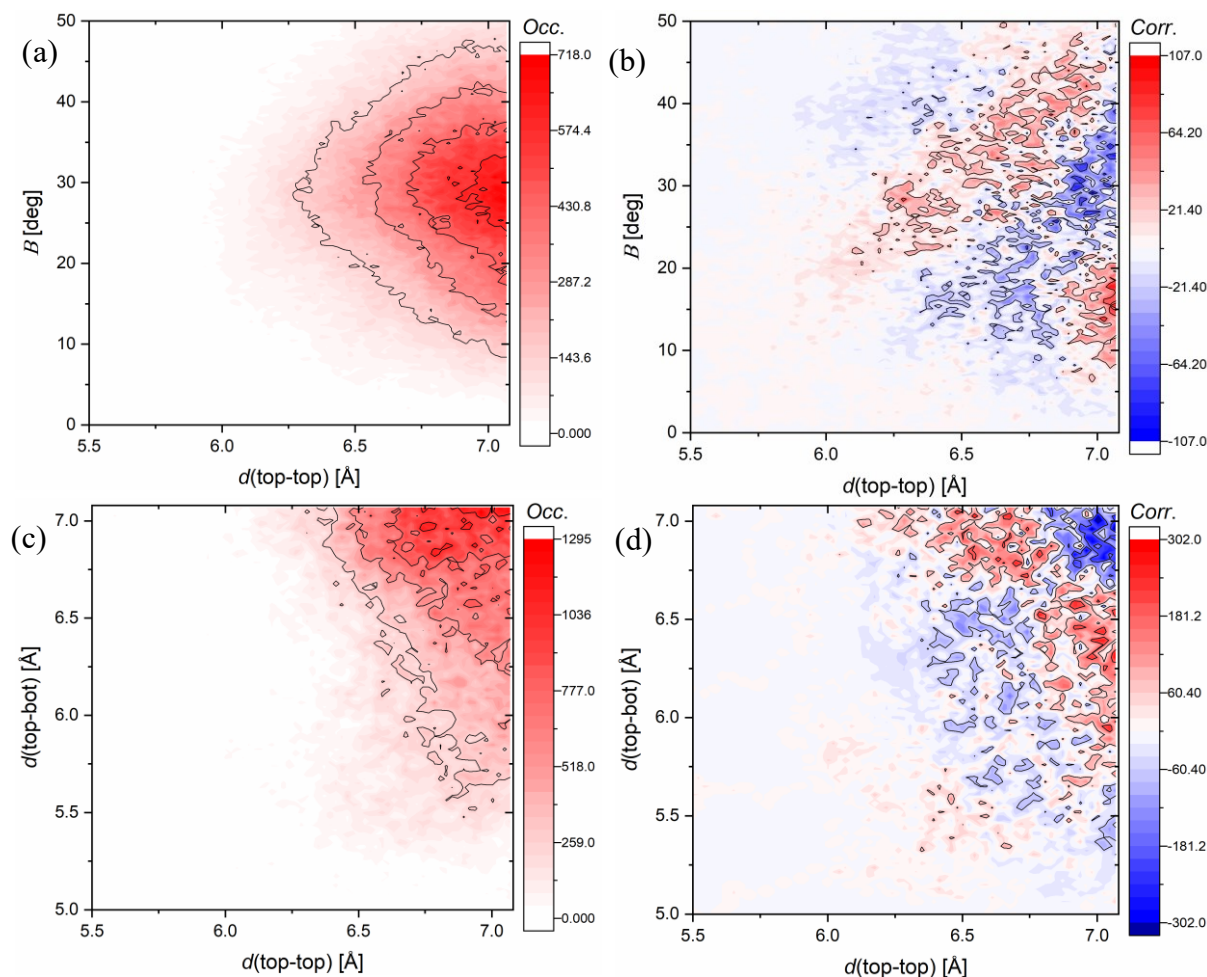 (a)
Occ.
50
40
30
20
10
0
B [deg]
5.5 6.0 6.5 7.0
d(top-top) [Å]
718.0
574.4
430.8
287.2
143.6
0.000
(b)
Corr.
50
40
30
20
10
0
B [deg]
5.5 6.0 6.5 7.0
d(top-top) [Å]
107.0
64.20
21.40
-21.40
-64.20
-107.0
(c)
Occ.
7.0
6.5
6.0
5.5
5.0
d(top-bot) [Å]
5.5 6.0 6.5 7.0
d(top-top) [Å]
1295
1036
777.0
518.0
259.0
0.000
(d)
Corr.
7.0
6.5
6.0
5.5
5.0
d(top-bot) [Å]
5.5 6.0 6.5 7.0
d(top-top) [Å]
302.0
181.2
60.40
-60.40
-181.2
-302.0